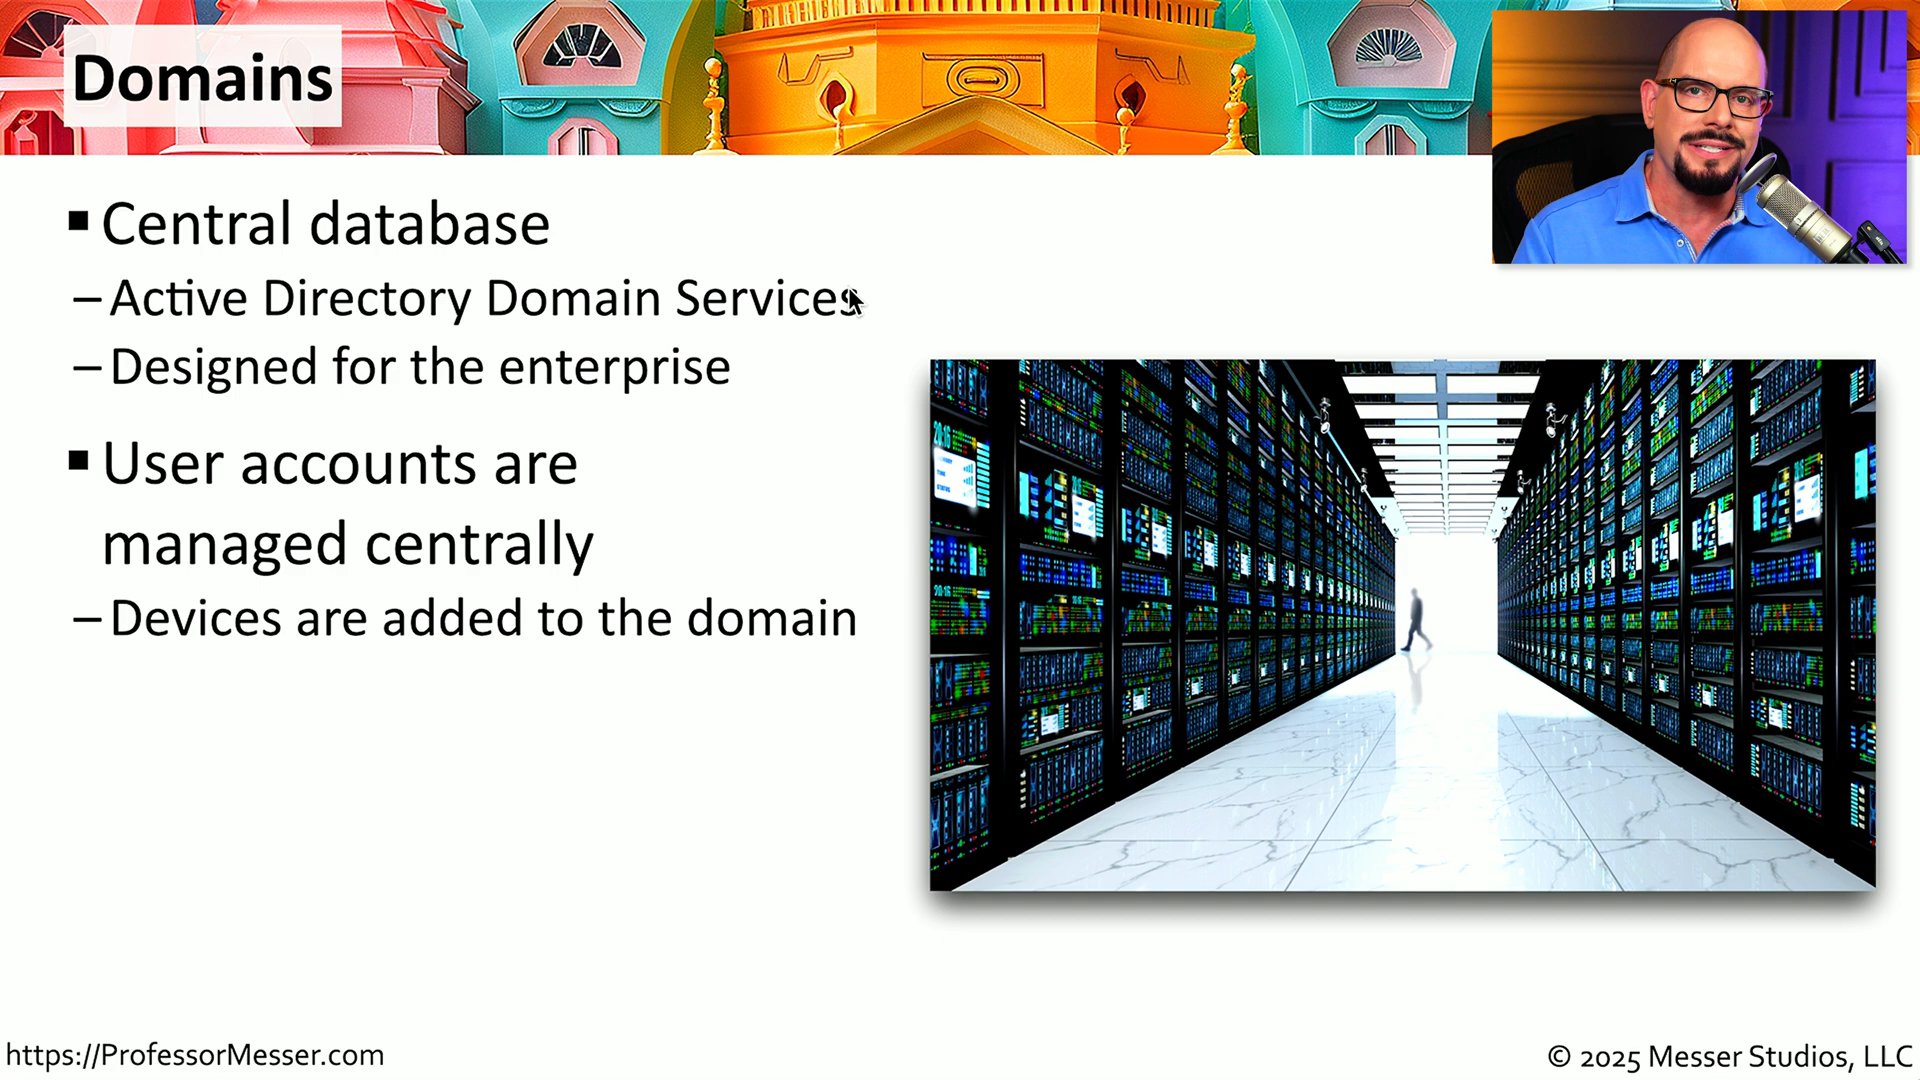 Domains
▪ Central database
– Active Directory Domain Services
– Designed for the enterprise
▪ User accounts are
managed centrally
– Devices are added to the domain
https://ProfessorMesser.com
© 2025 Messer Studios, LLC